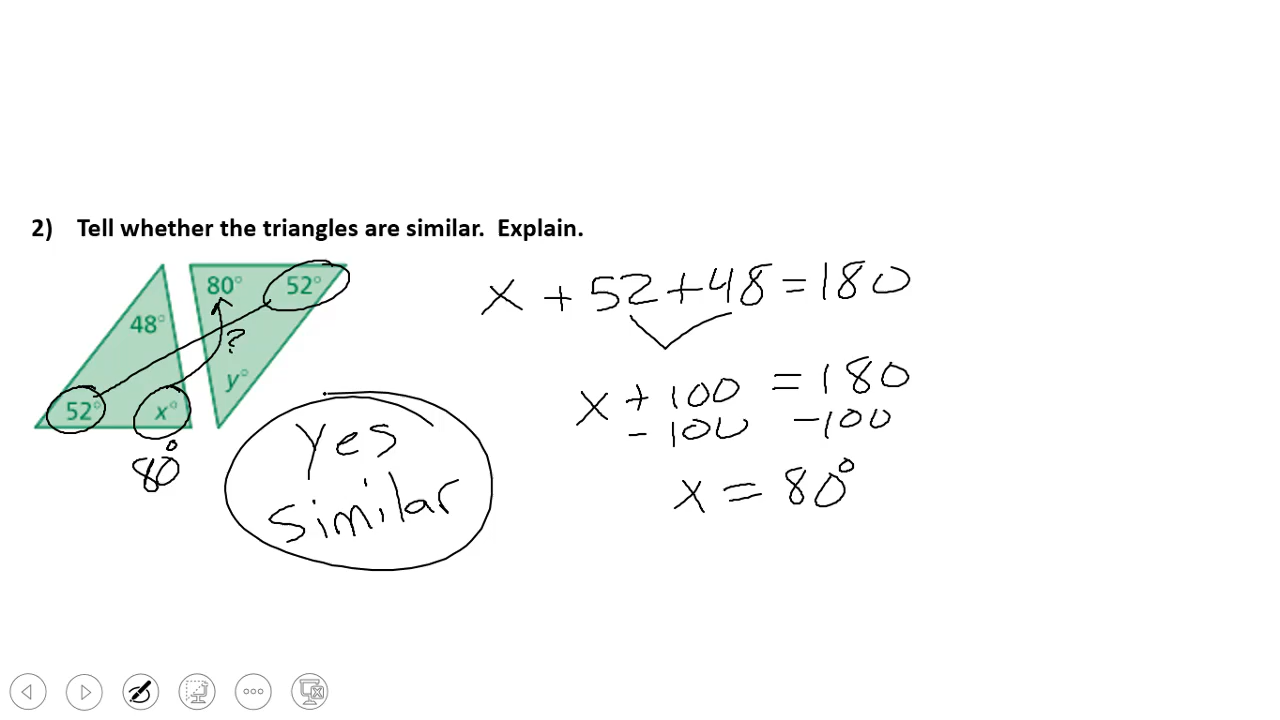 2) Tell whether the triangles are similar. Explain.
80° 52°
48°
?
y°
52° x°
80°
Yes
Similar
x + 52 + 48 = 180
x + 100 = 180
- 100 - 100
x = 80°